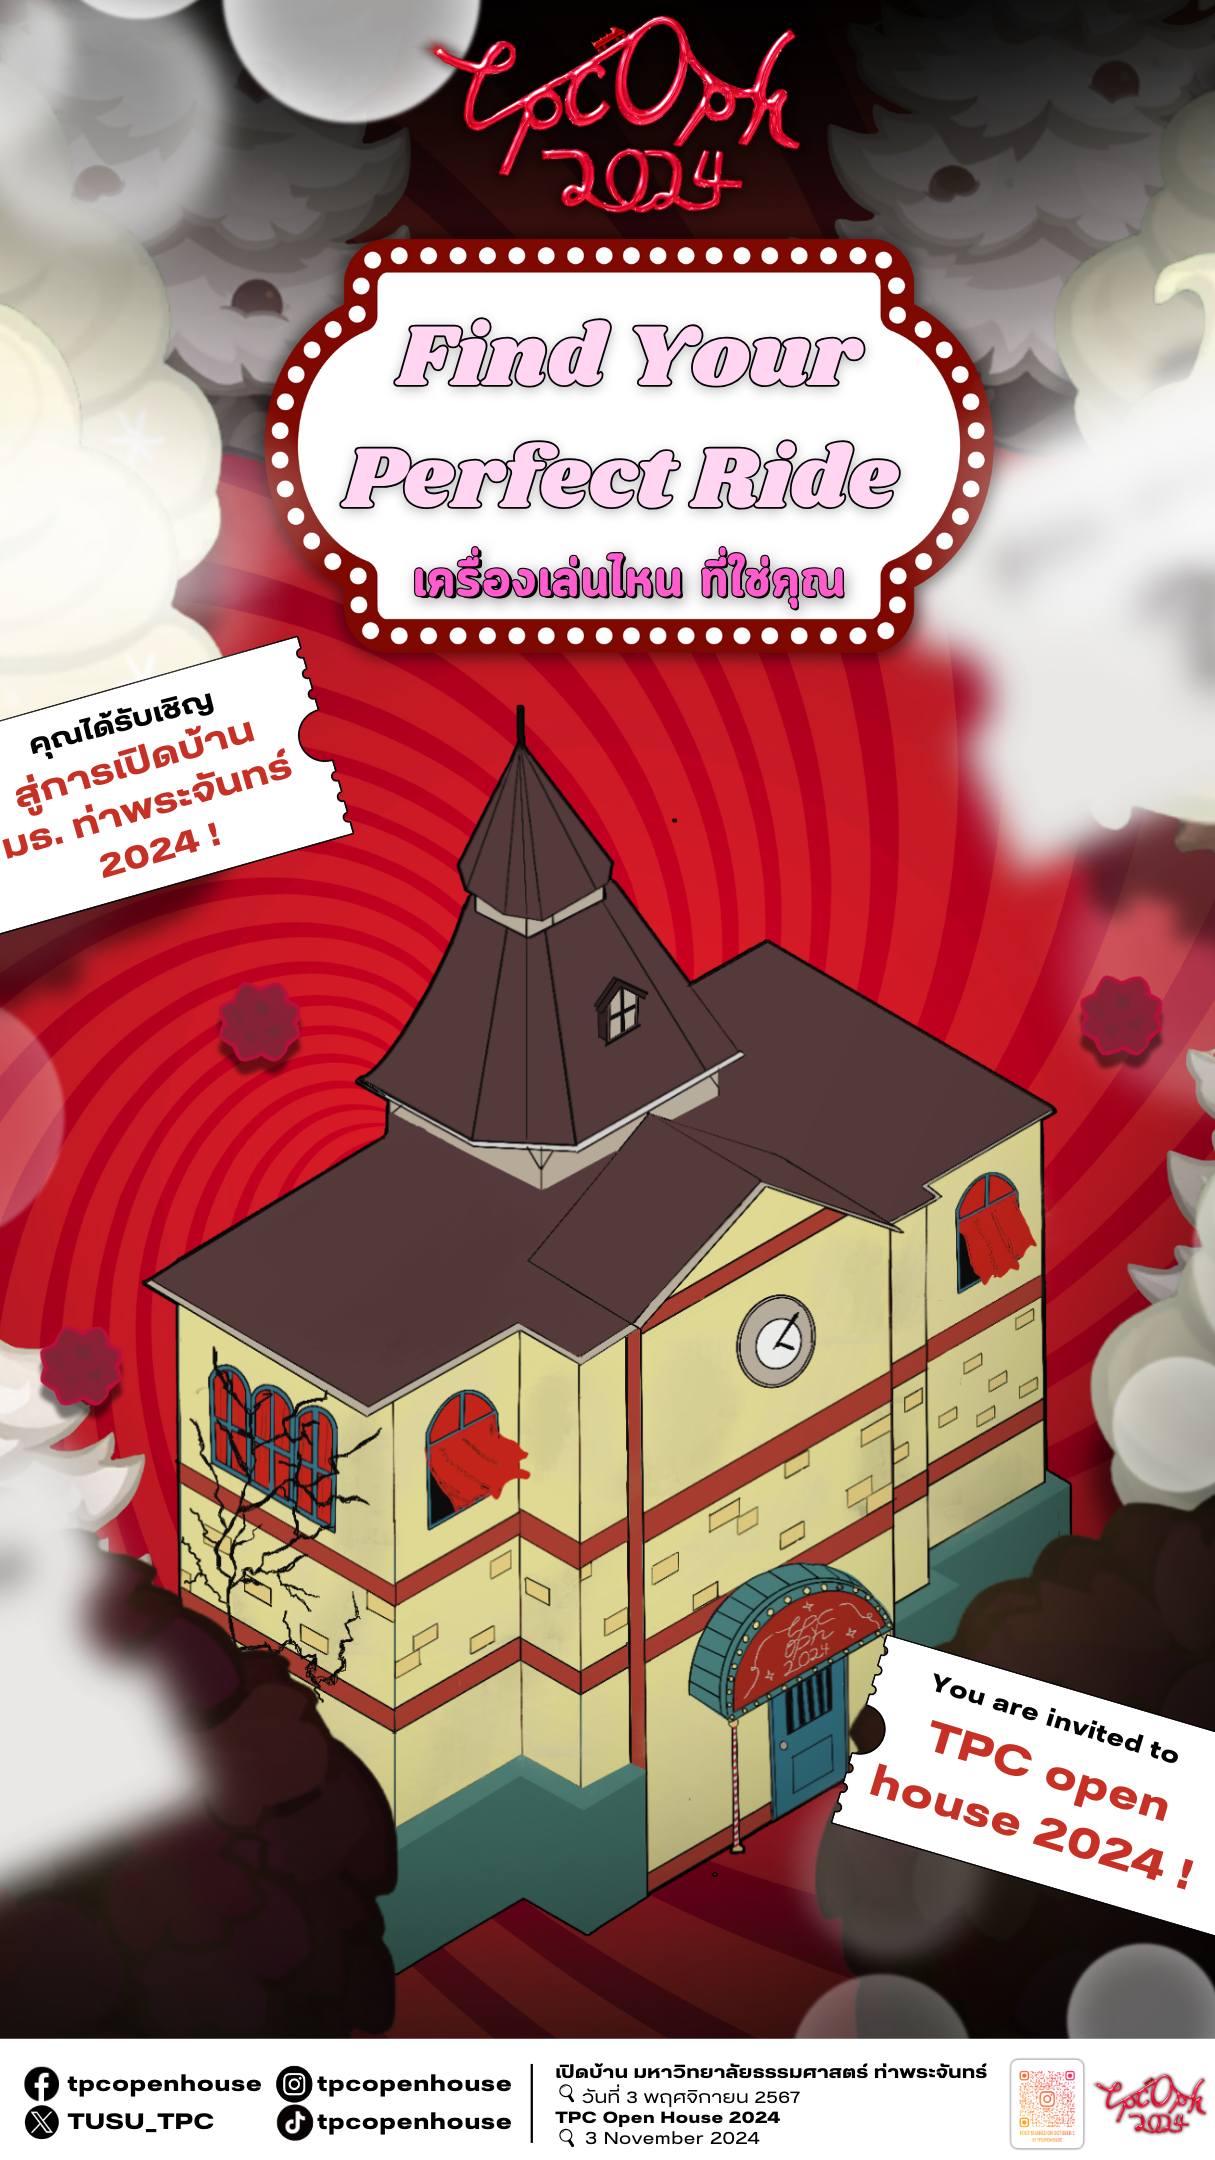 tpcOph
2024
Find Your
Perfect Ride
เครื่องเล่นไหน ที่ใช่คุณ
คุณได้รับเชิญ
สู่การเปิดบ้าน
มธ. ท่าพระจันทร์
2024 !
tpc
oph
2024
You are invited to
TPC open
house 2024 !
tpcopenhouse
tpcopenhouse
TUSU_TPC
tpcopenhouse
เปิดบ้าน มหาวิทยาลัยธรรมศาสตร์ ท่าพระจันทร์
วันที่ 3 พฤศจิกายน 2567
TPC Open House 2024
3 November 2024
tpcOph
2024